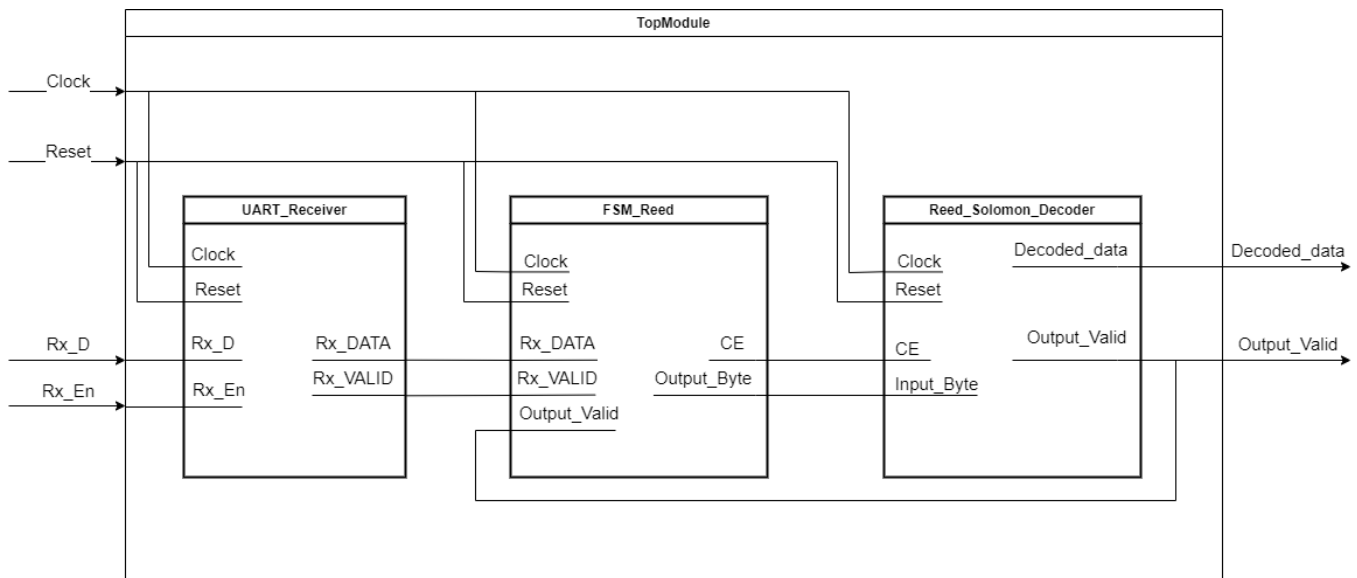 TopModule
Clock
Reset
UART_Receiver
FSM_Reed
Reed_Solomon_Decoder
Clock
Reset
Rx_D
Rx_En
Rx_DATA
Rx_VALID
Clock
Reset
Rx_DATA
Rx_VALID
Output_Valid
CE
Output_Byte
Clock
Reset
CE
Input_Byte
Decoded_data
Output_Valid
Rx_D
Rx_En
Decoded_data
Output_Valid